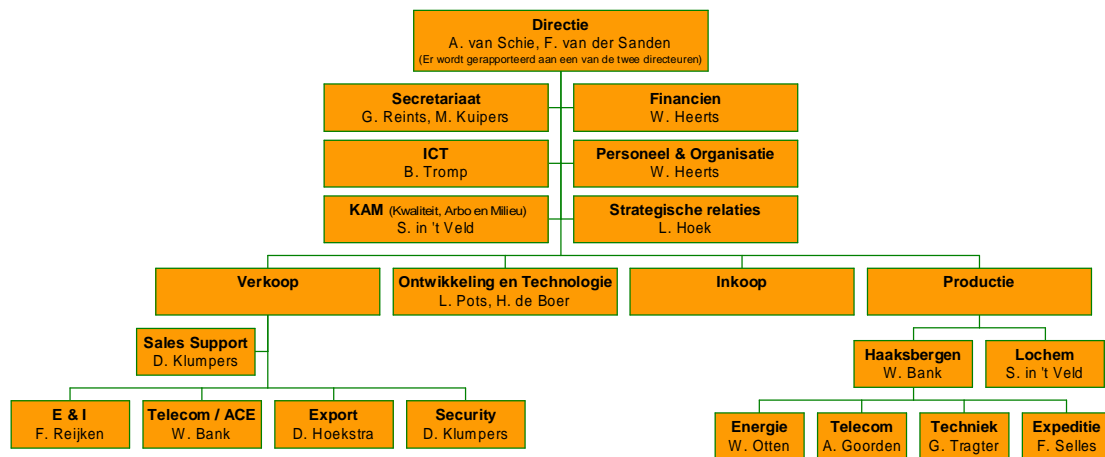 Directie
A. van Schie, F. van der Sanden
(Er wordt gerapporteerd aan een van de twee directeuren)
Secretariaat
G. Reints, M. Kuipers
Financien
W. Heerts
ICT
B. Tromp
Personeel & Organisatie
W. Heerts
KAM (Kwaliteit, Arbo en Milieu)
S. in 't Veld
Strategische relaties
L. Hoek
Verkoop
Ontwikkeling en Technologie
L. Pots, H. de Boer
Inkoop
Productie
Sales Support
D. Klumpers
Haaksbergen
W. Bank
Lochem
S. in 't Veld
E & I
F. Reijken
Telecom / ACE
W. Bank
Export
D. Hoekstra
Security
D. Klumpers
Energie
W. Otten
Telecom
A. Goorden
Techniek
G. Tragter
Expeditie
F. Selles